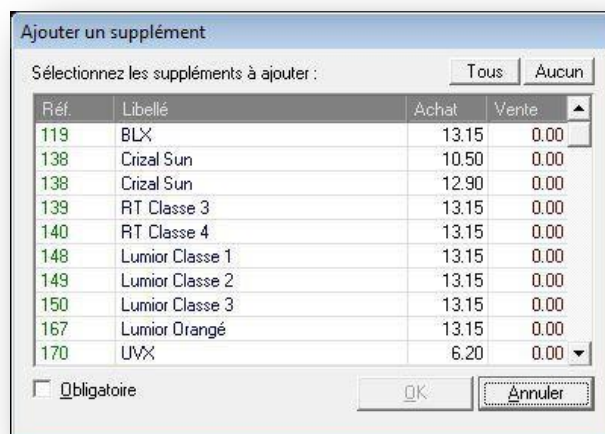 Ajouter un supplément
Sélectionnez les suppléments à ajouter : Tous Aucun
Réf. Libellé Achat Vente
119 BLX 13.15 0.00
138 Crizal Sun 10.50 0.00
138 Crizal Sun 12.90 0.00
139 RT Classe 3 13.15 0.00
140 RT Classe 4 13.15 0.00
148 Lumior Classe 1 13.15 0.00
149 Lumior Classe 2 13.15 0.00
150 Lumior Classe 3 13.15 0.00
167 Lumior Orangé 13.15 0.00
170 UVX 6.20 0.00
Obligatoire OK Annuler